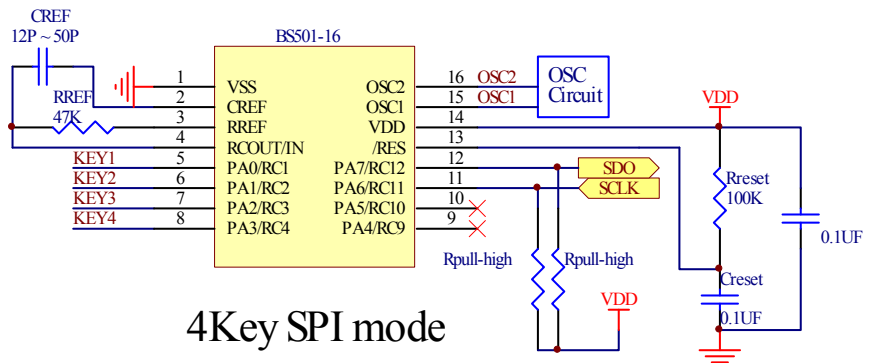 CREF
12P ~ 50P
BS501-16
RREF
47K
1 VSS OSC2 16 OSC2
2 CREF OSC1 15 OSC1
3 RREF VDD 14
4 RCOUT/IN /RES 13
KEY1 5 PA0/RC1 PA7/RC12 12 SDO
KEY2 6 PA1/RC2 PA6/RC11 11 SCLK
KEY3 7 PA2/RC3 PA5/RC10 10
KEY4 8 PA3/RC4 PA4/RC9 9
OSC
Circuit
VDD
Rreset
100K
0.1UF
Rpull-high Rpull-high
Creset
0.1UF
VDD
4Key SPI mode